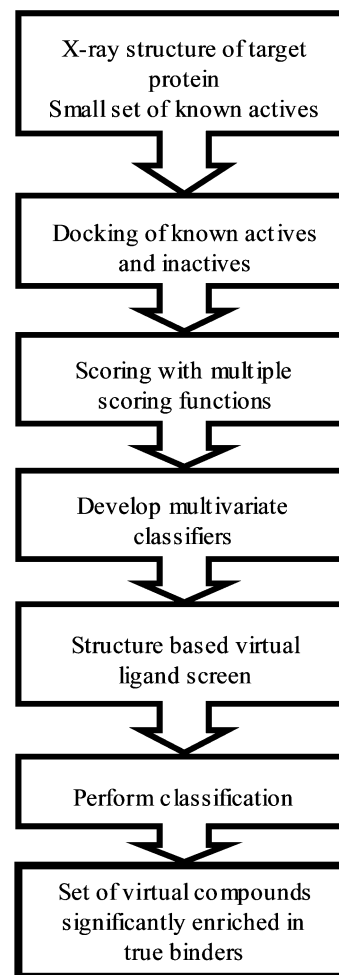 X-ray structure of target
protein
Small set of known actives
Docking of known actives
and inactives
Scoring with multiple
scoring functions
Develop multivariate
classifiers
Structure based virtual
ligand screen
Perform classification
Set of virtual compounds
significantly enriched in
true binders